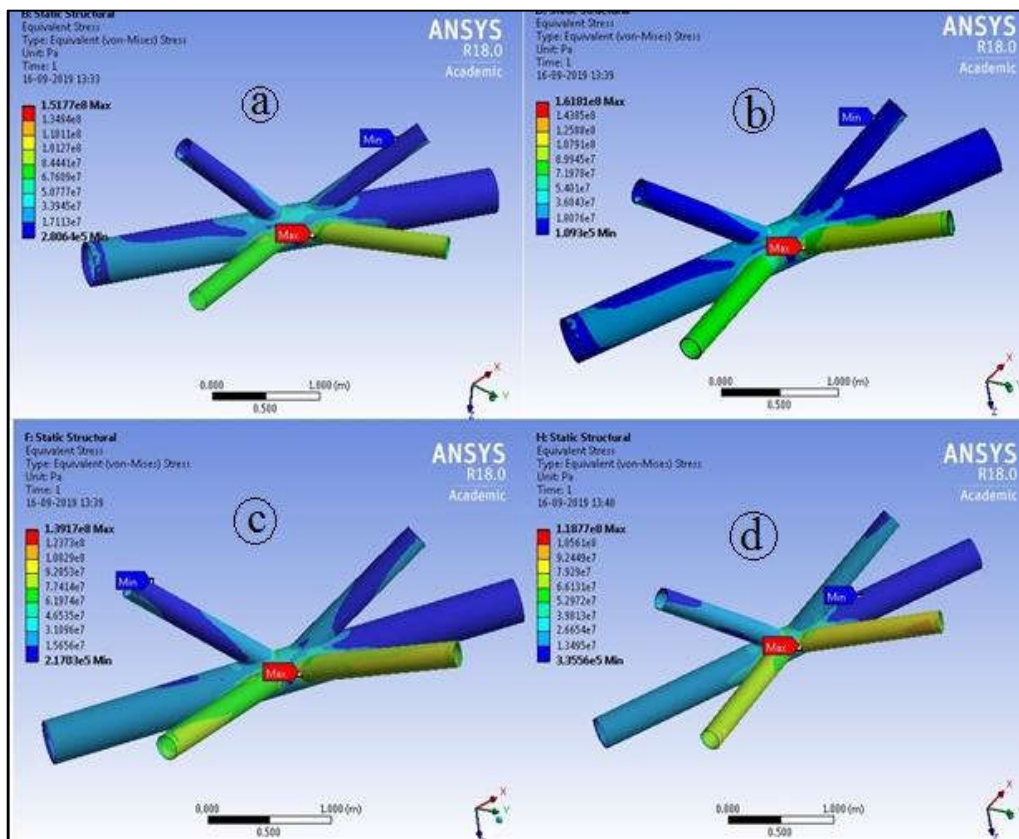 B: Static Structural
Equivalent Stress
Type: Equivalent (von-Mises) Stress
Unit: Pa
Time: 1
16-09-2019 13:33
1.5177e8 Max
1.3494e8
1.1811e8
1.0127e8
8.4441e7
6.7609e7
5.0777e7
3.3945e7
1.7113e7
2.8064e5 Min
ANSYS
R18.0
Academic
a
Min
Max
0.000
1.000 (m)
0.500
X
Y
Z
Static Structural
Equivalent Stress
Type: Equivalent (von-Mises) Stress
Unit: Pa
Time: 1
16-09-2019 13:39
1.6181e8 Max
1.4385e8
1.2588e8
1.0791e8
8.9945e7
7.1978e7
5.401e7
3.6043e7
1.8076e7
1.093e5 Min
ANSYS
R18.0
Academic
b
Min
Max
0.000
1.000 (m)
0.500
X
Y
Z
F: Static Structural
Equivalent Stress
Type: Equivalent (von-Mises) Stress
Unit: Pa
Time: 1
16-09-2019 13:39
1.3917e8 Max
1.2373e8
1.0829e8
9.2853e7
7.7414e7
6.1974e7
4.6535e7
3.1096e7
1.5656e7
2.1703e5 Min
ANSYS
R18.0
Academic
c
Min
Max
0.000
1.000 (m)
0.500
X
Y
H: Static Structural
Equivalent Stress
Type: Equivalent (von-Mises) Stress
Unit: Pa
Time: 1
16-09-2019 13:40
1.1877e8 Max
1.0561e8
9.2449e7
7.929e7
6.6131e7
5.2972e7
3.9813e7
2.6654e7
1.3495e7
3.3556e5 Min
ANSYS
R18.0
Academic
d
Min
Max
0.000
1.000 (m)
0.500
X
Y